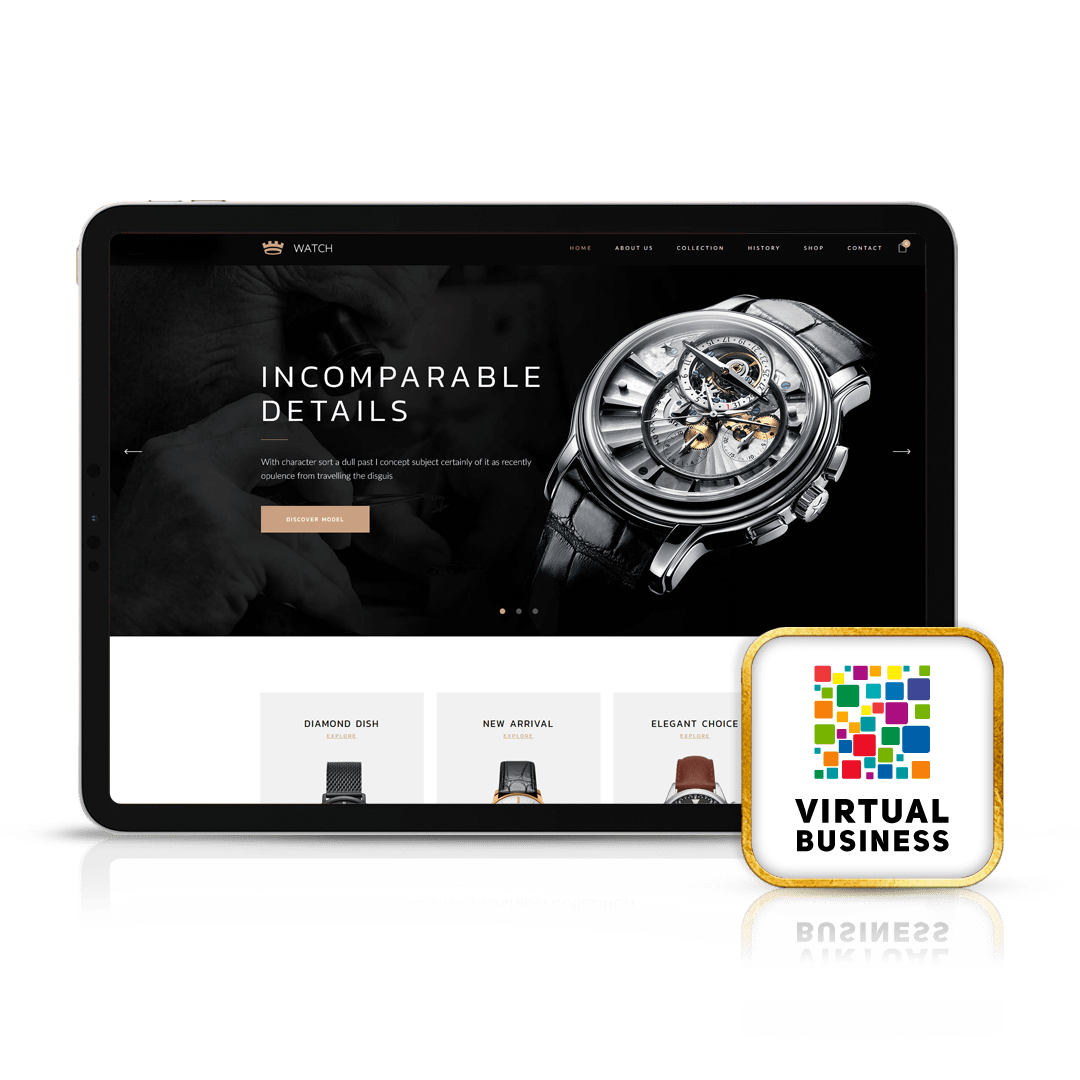 WATCH
HOME ABOUT US COLLECTION HISTORY SHOP CONTACT
INCOMPARABLE
DETAILS
With character sort a dull past I concept subject certainly of it as recently
opulence from travelling the disguis
DISCOVER MODEL
DIAMOND DISH
EXPLORE
NEW ARRIVAL
EXPLORE
ELEGANT CHOICE
EXPLORE
VIRTUAL
BUSINESS